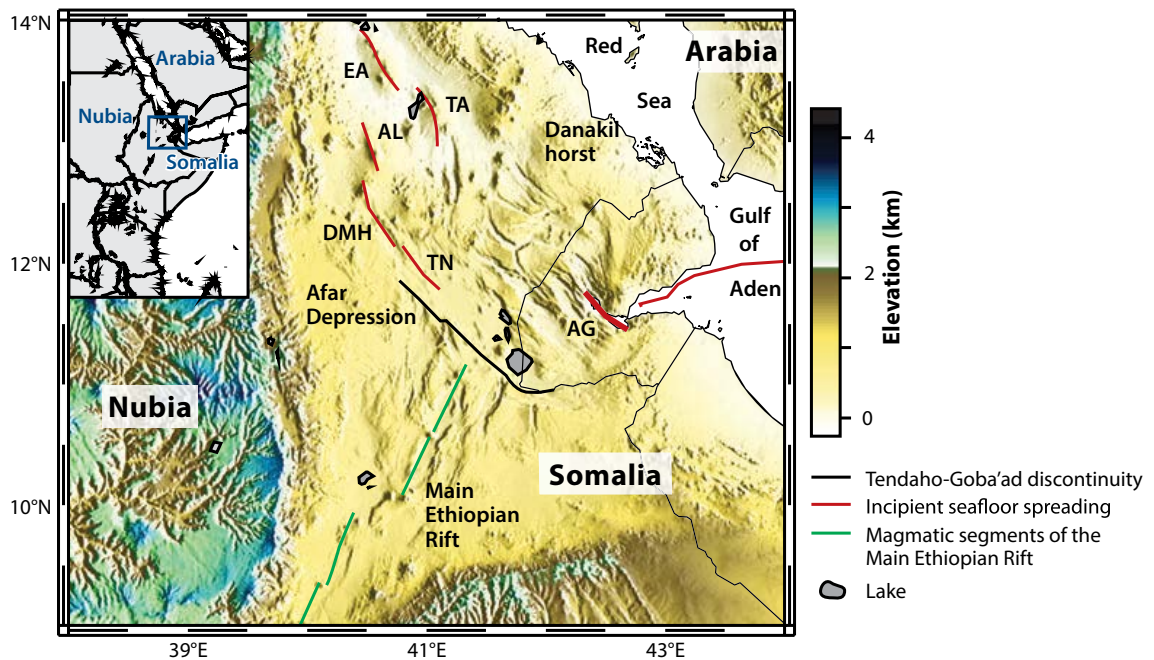 14°N
12°N
10°N
39°E
41°E
43°E
Arabia
Nubia
Somalia
EA
TA
AL
DMH
TN
AG
Red
Sea
Arabia
Danakil
horst
Gulf
of
Aden
Afar
Depression
Nubia
Somalia
Main
Ethiopian
Rift
4
2
0
Elevation (km)
Tendaho-Goba’ad discontinuity
Incipient seafloor spreading
Magmatic segments of the
Main Ethiopian Rift
Lake